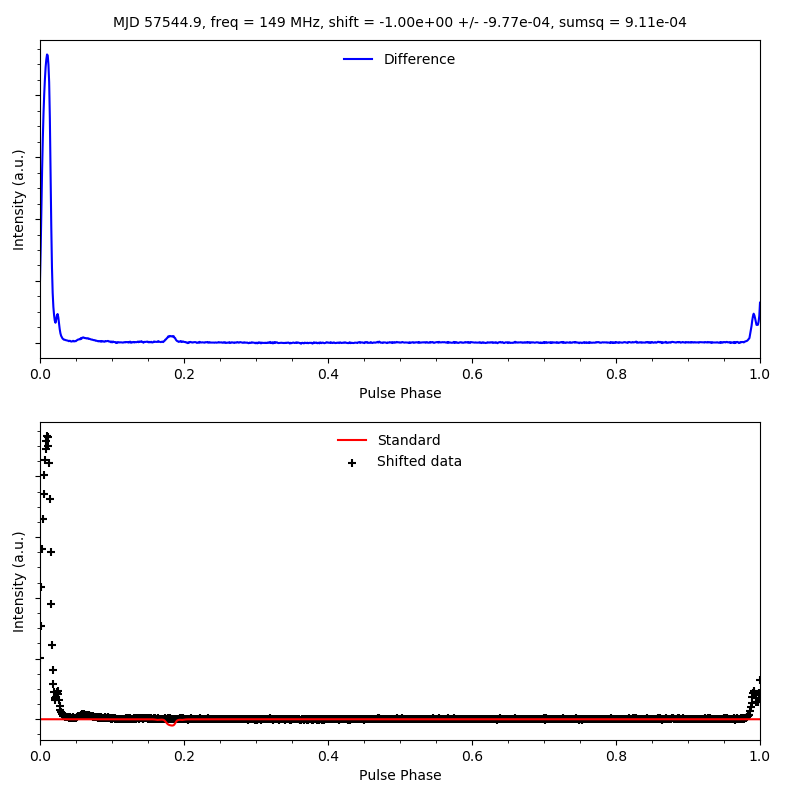 MJD 57544.9, freq = 149 MHz, shift = -1.00e+00 +/- -9.77e-04, sumsq = 9.11e-04
Difference
Intensity (a.u.)
0.0 0.2 0.4 0.6 0.8 1.0
Pulse Phase
Standard
Shifted data
Intensity (a.u.)
0.0 0.2 0.4 0.6 0.8 1.0
Pulse Phase